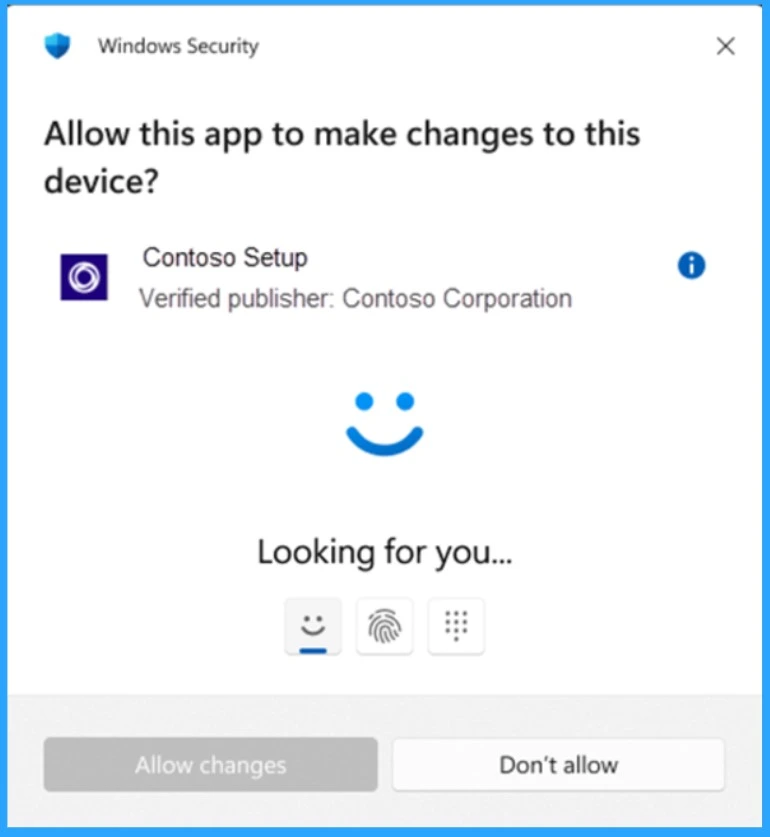 Windows Security
Allow this app to make changes to this
device?
Contoso Setup
Verified publisher: Contoso Corporation
Looking for you...
Allow changes
Don't allow